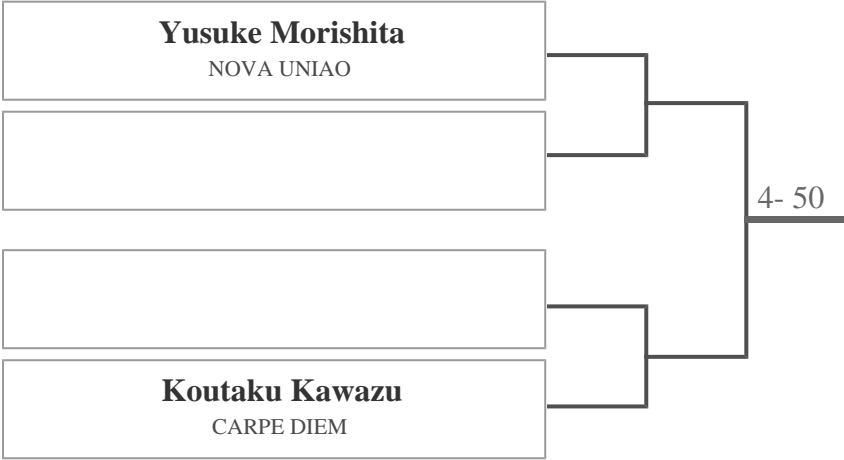 Yusuke Morishita
NOVA UNIAO
4- 50
Koutaku Kawazu
CARPE DIEM